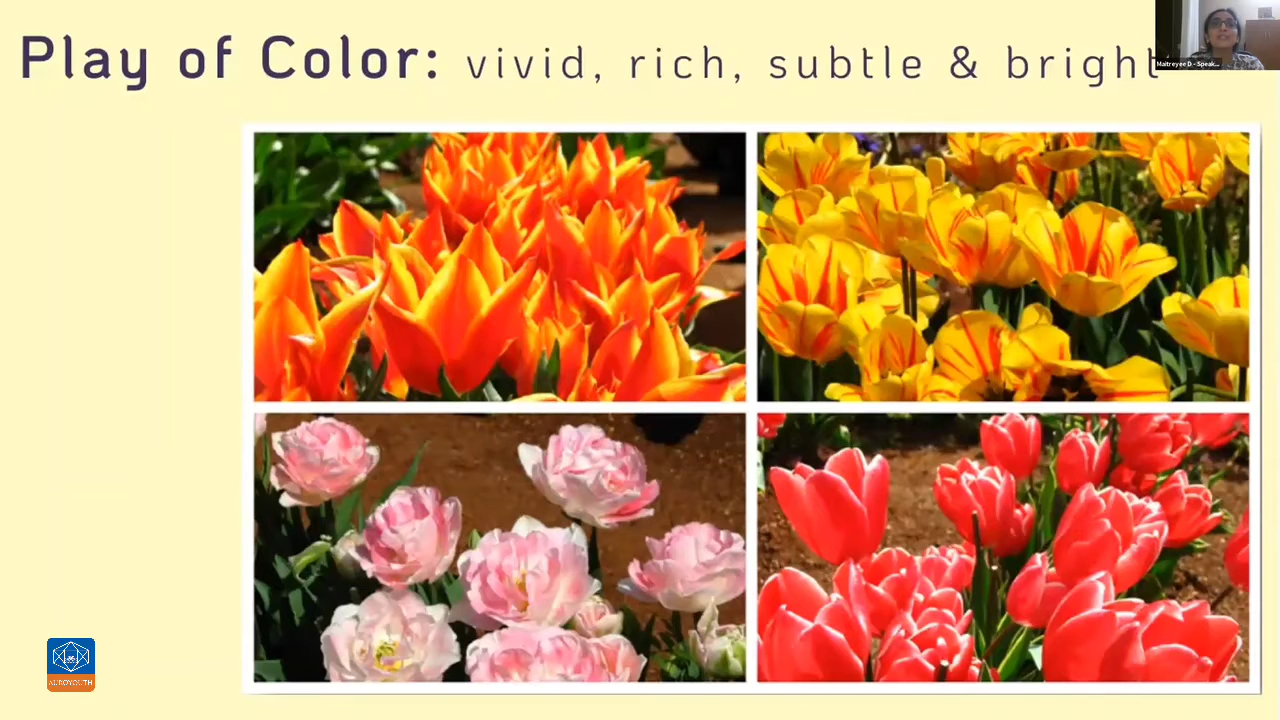 Play of Color: vivid, rich, subtle & bright
Maitreyee D - Speak...
AUROYOUTH